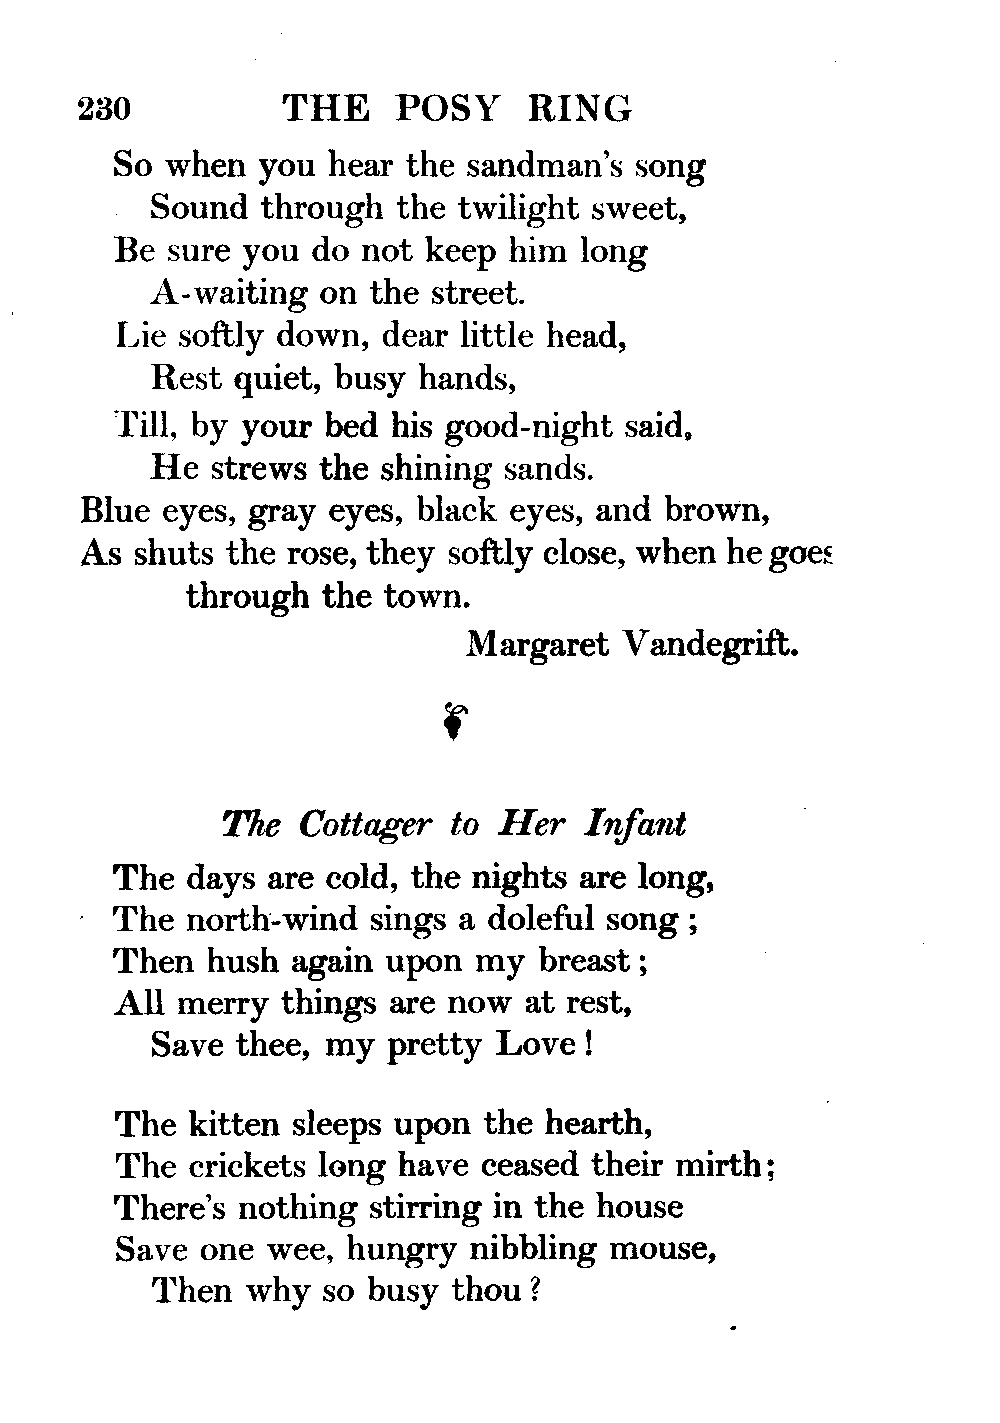 230 THE POSY RING
So when you hear the sandman's song
Sound through the twilight sweet,
Be sure you do not keep him long
A-waiting on the street.
Lie softly down, dear little head,
Rest quiet, busy hands,
Till, by your bed his good-night said,
He strews the shining sands.
Blue eyes, gray eyes, black eyes, and brown,
As shuts the rose, they softly close, when he goes
through the town.
Margaret Vandegrift.
The Cottager to Her Infant
The days are cold, the nights are long,
The north-wind sings a doleful song ;
Then hush again upon my breast ;
All merry things are now at rest,
Save thee, my pretty Love !
The kitten sleeps upon the hearth,
The crickets long have ceased their mirth ;
There's nothing stirring in the house
Save one wee, hungry nibbling mouse,
Then why so busy thou ?